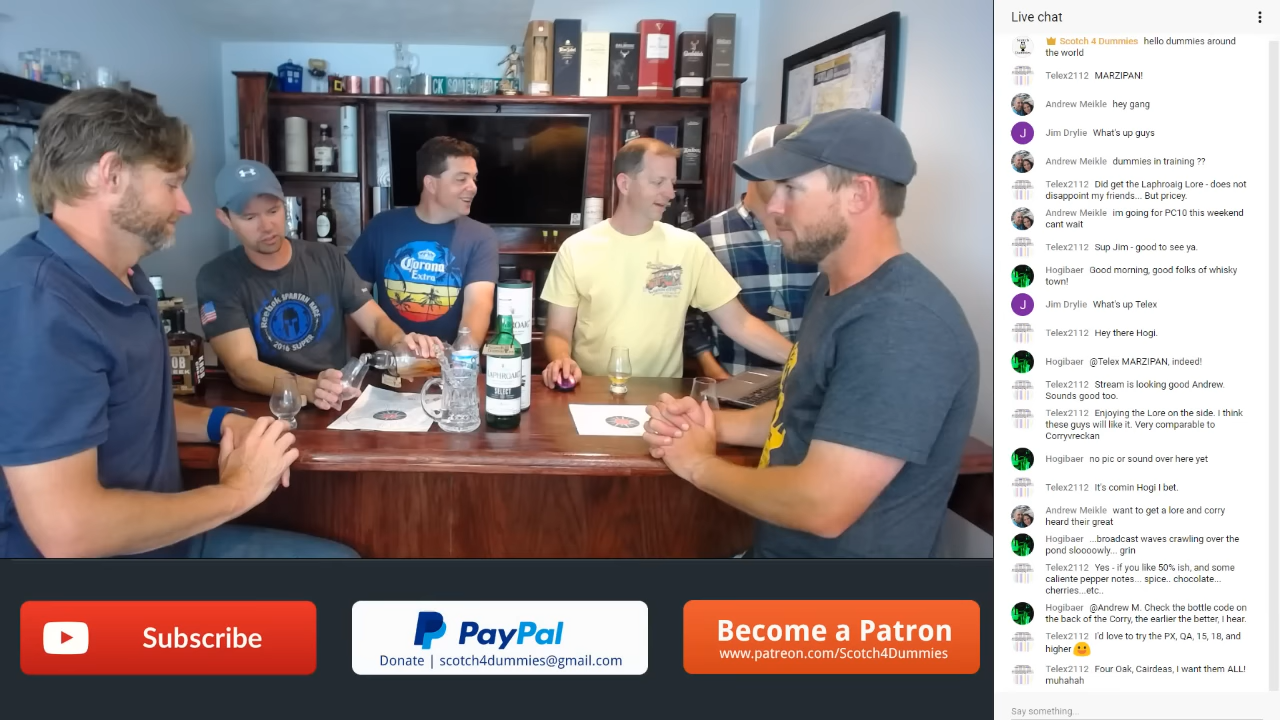 Corona
Extra
Reebok SPARTAN RACE
2016 SUPER
LAPHROAIG
SELECT
Subscribe
PayPal
Donate | scotch4dummies@gmail.com
Become a Patron
www.patreon.com/Scotch4Dummies
Live chat
Scotch 4 Dummies hello dummies around
the world
Telex2112 MARZIPAN!
Andrew Meikle hey gang
J
Jim Drylie What's up guys
Andrew Meikle dummies in training ??
Telex2112 Did get the Laphroaig Lore - does not
disappoint my friends... But pricey.
Andrew Meikle im going for PC10 this weekend
cant wait
Telex2112 Sup Jim - good to see ya.
Hogibaer Good morning, good folks of whisky
town!
J
Jim Drylie What's up Telex
Telex2112 Hey there Hogi.
Hogibaer @Telex MARZIPAN, indeed!
Telex2112 Stream is looking good Andrew.
Sounds good too.
Telex2112 Enjoying the Lore on the side. I think
these guys will like it. Very comparable to
Corryvreckan
Hogibaer no pic or sound over here yet
Telex2112 It's comin Hogi I bet.
Andrew Meikle want to get a lore and corry
heard their great
Hogibaer ...broadcast waves crawling over the
pond sloooowly... grin
Telex2112 Yes - if you like 50% ish, and some
caliente pepper notes... spice.. chocolate...
cherries...etc..
Hogibaer @Andrew M. Check the bottle code on
the back of the Corry, the earlier the better, I hear.
Telex2112 I'd love to try the PX, QA, 15, 18, and
higher
Telex2112 Four Oak, Cairdeas, I want them ALL!
muhahah
Say something...